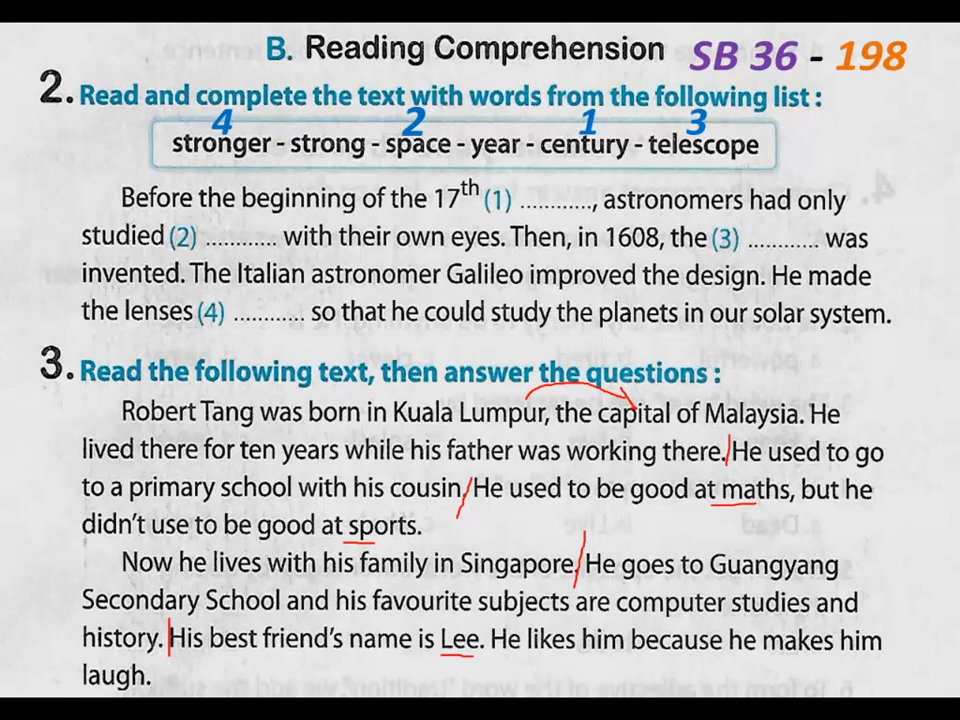 B. Reading Comprehension SB 36 - 198
2. Read and complete the text with words from the following list :
4 2 1 3
stronger - strong - space - year - century - telescope
Before the beginning of the 17th (1) ..........., astronomers had only
studied (2) ........... with their own eyes. Then, in 1608, the (3) ........... was
invented. The Italian astronomer Galileo improved the design. He made
the lenses (4) ........... so that he could study the planets in our solar system.
3. Read the following text, then answer the questions :
Robert Tang was born in Kuala Lumpur, the capital of Malaysia. He
lived there for ten years while his father was working there. He used to go
to a primary school with his cousin. He used to be good at maths, but he
didn't use to be good at sports.
Now he lives with his family in Singapore. He goes to Guangyang
Secondary School and his favourite subjects are computer studies and
history. His best friend's name is Lee. He likes him because he makes him
laugh.